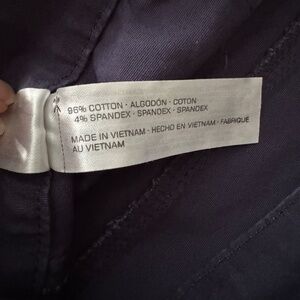 96% COTTON · ALGODÓN · COTON
4% SPANDEX · SPANDEX · SPANDEX
MADE IN VIETNAM · HECHO EN VIETNAM · FABRIQUÉ
AU VIETNAM